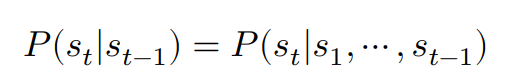 P(s_t|s_{t−1}) = P(s_t|s_1, ⋯ , s_{t−1})